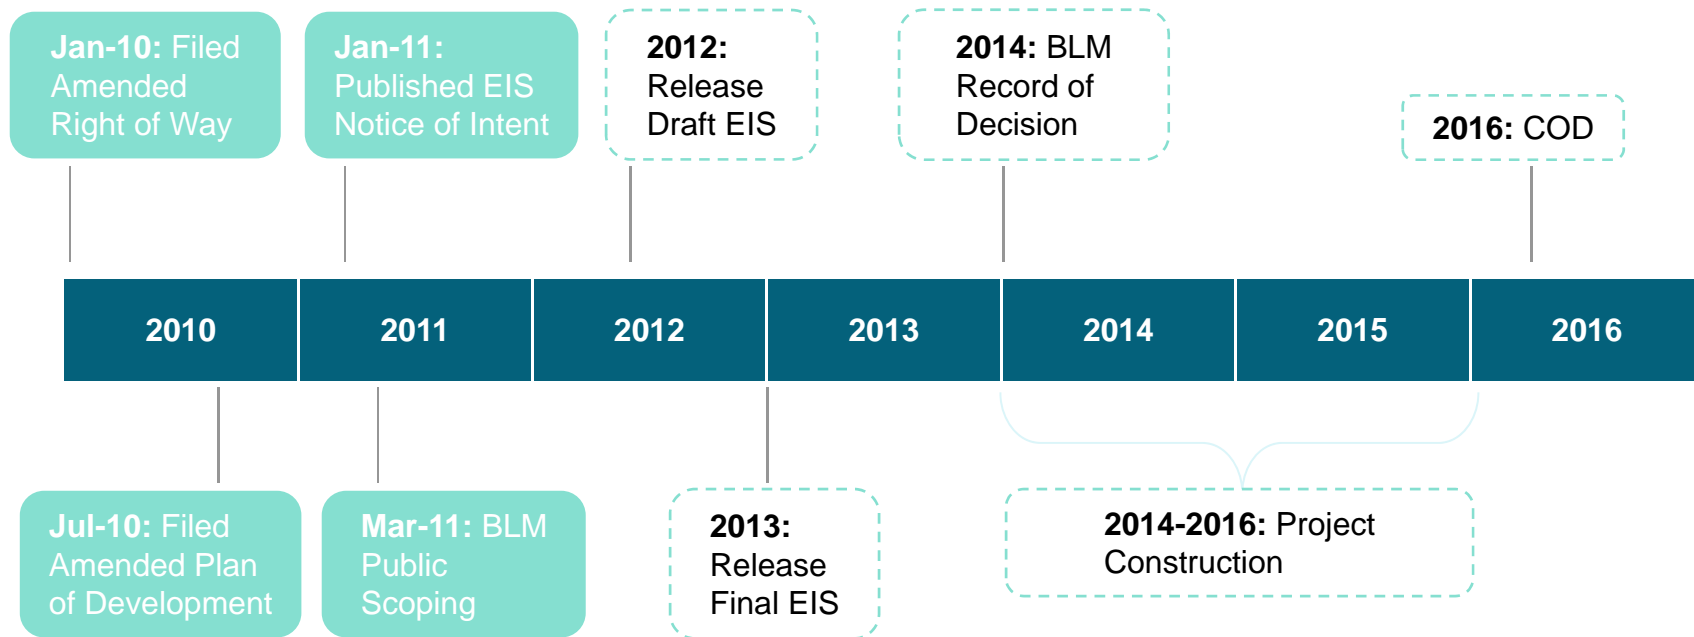 Jan-10: Filed
Amended
Right of Way
Jan-11:
Published EIS
Notice of Intent
2012:
Release
Draft EIS
2014: BLM
Record of
Decision
2016: COD
2010
2011
2012
2013
2014
2015
2016
Jul-10: Filed
Amended Plan
of Development
Mar-11: BLM
Public
Scoping
2013:
Release
Final EIS
2014-2016: Project
Construction